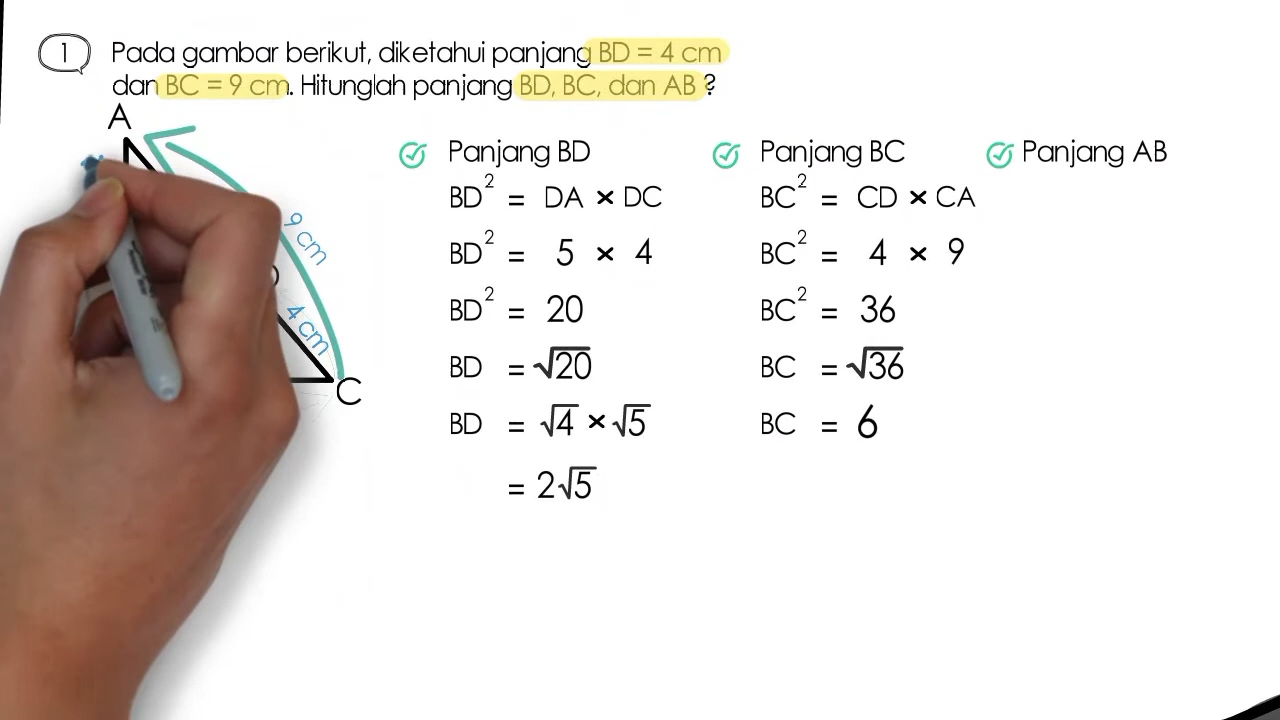 1
Pada gambar berikut, diketahui panjang BD = 4 cm
dan BC = 9 cm. Hitunglah panjang BD, BC, dan AB ?
A
9 cm
4 cm
C
Panjang BD
BD² = DA × DC
BD² = 5 × 4
BD² = 20
BD = √20
BD = √4 × √5
= 2√5
Panjang BC
BC² = CD × CA
BC² = 4 × 9
BC² = 36
BC = √36
BC = 6
Panjang AB